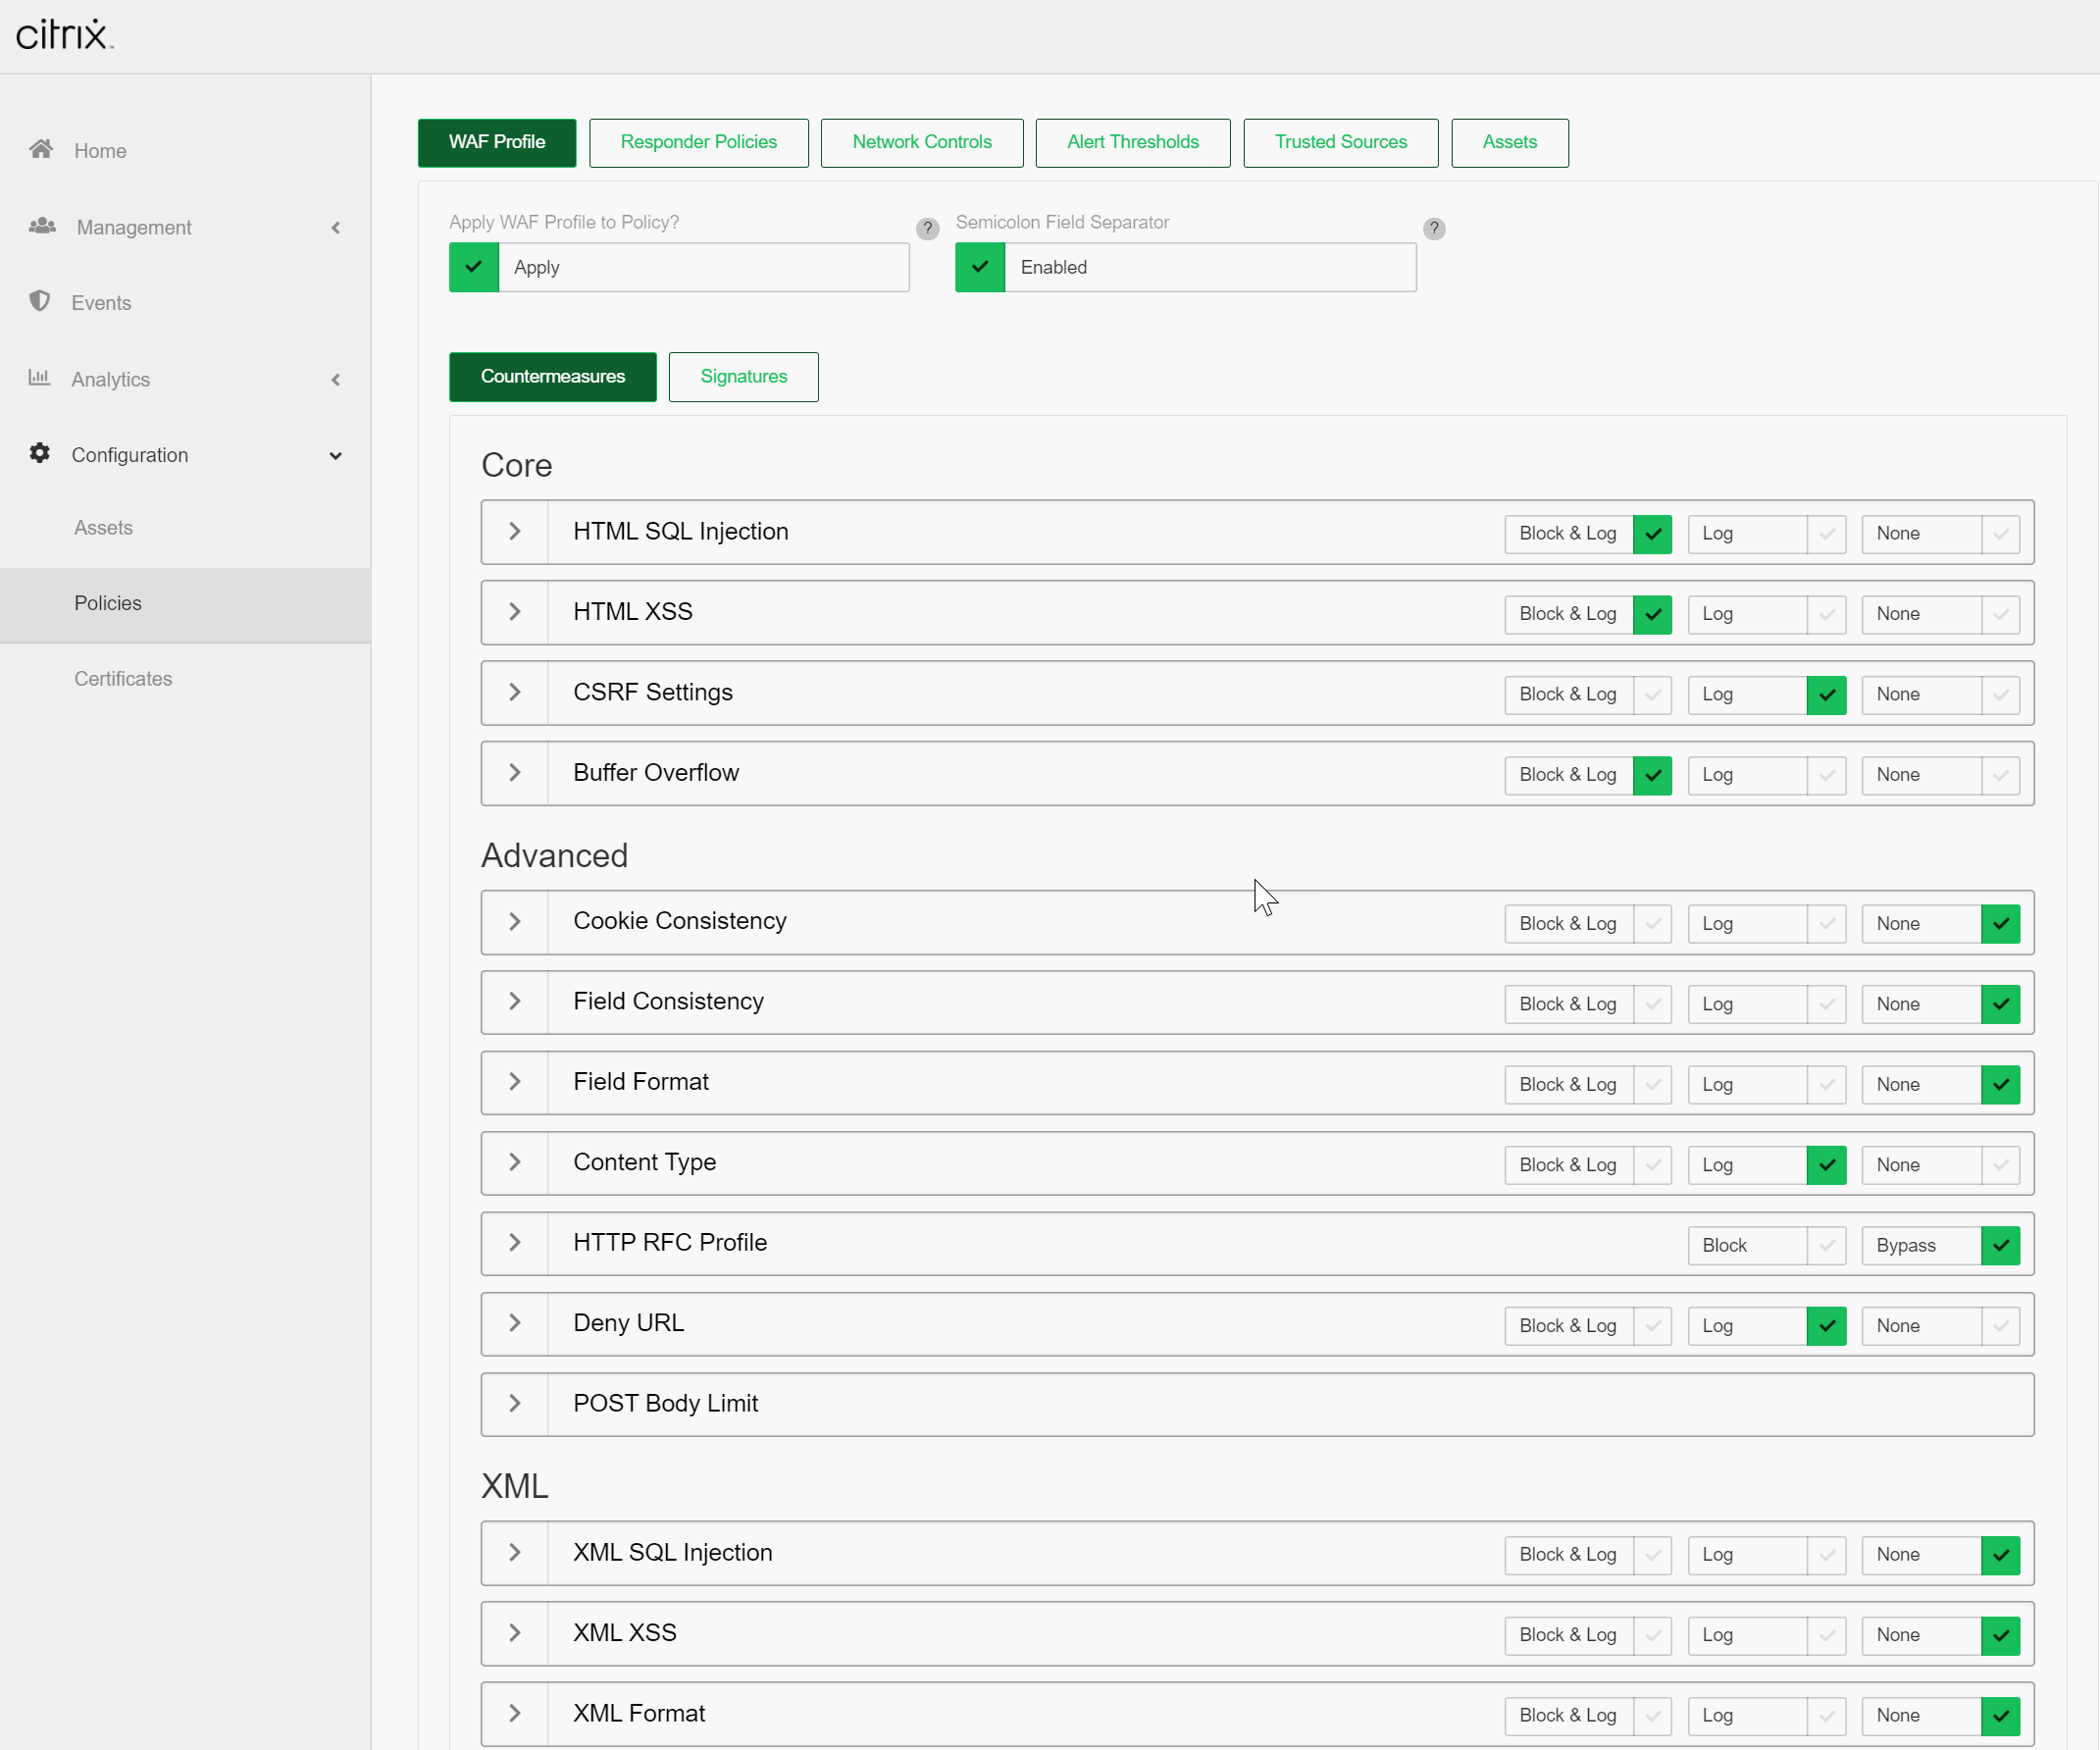 citrix
Home
Management
Events
Analytics
Configuration
Assets
Policies
Certificates
WAF Profile Responder Policies Network Controls Alert Thresholds Trusted Sources Assets
Apply WAF Profile to Policy? ? Semicolon Field Separator ?
Apply Enabled
Countermeasures Signatures
Core
HTML SQL Injection Block & Log Log None
HTML XSS Block & Log Log None
CSRF Settings Block & Log Log None
Buffer Overflow Block & Log Log None
Advanced
Cookie Consistency Block & Log Log None
Field Consistency Block & Log Log None
Field Format Block & Log Log None
Content Type Block & Log Log None
HTTP RFC Profile Block Bypass
Deny URL Block & Log Log None
POST Body Limit
XML
XML SQL Injection Block & Log Log None
XML XSS Block & Log Log None
XML Format Block & Log Log None